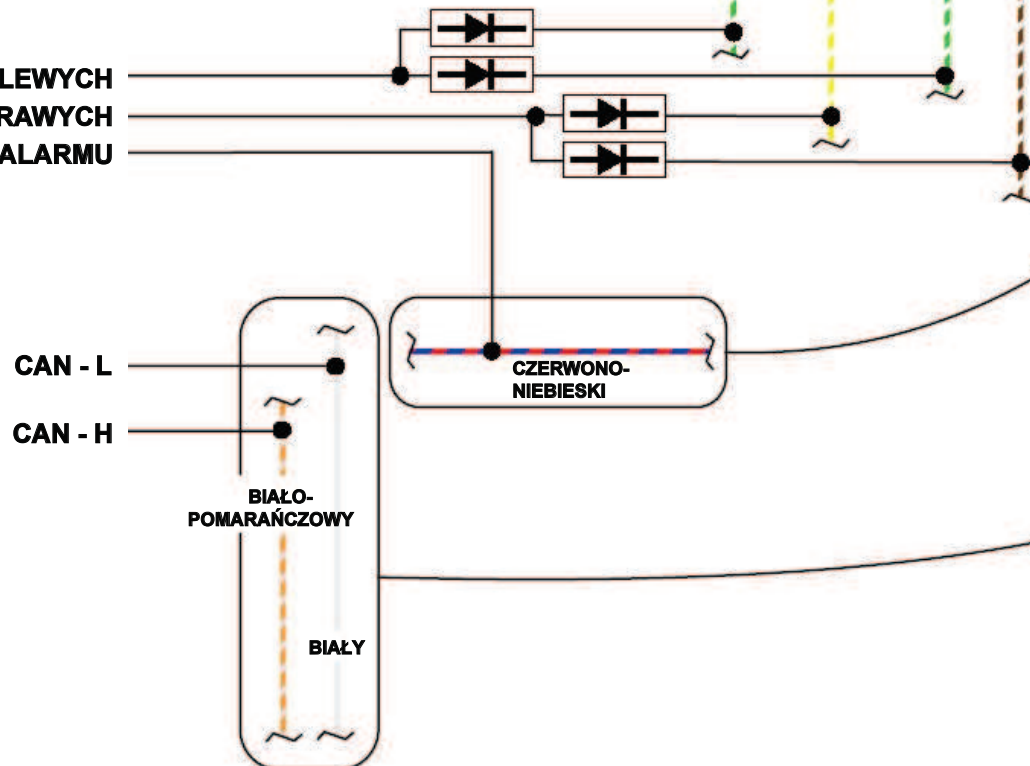 LEWYCH
RAWYCH
ALARMU
CZERWONO-
NIEBIESKI
CAN - L
CAN - H
BIAŁO-
POMARAŃCZOWY
BIAŁY